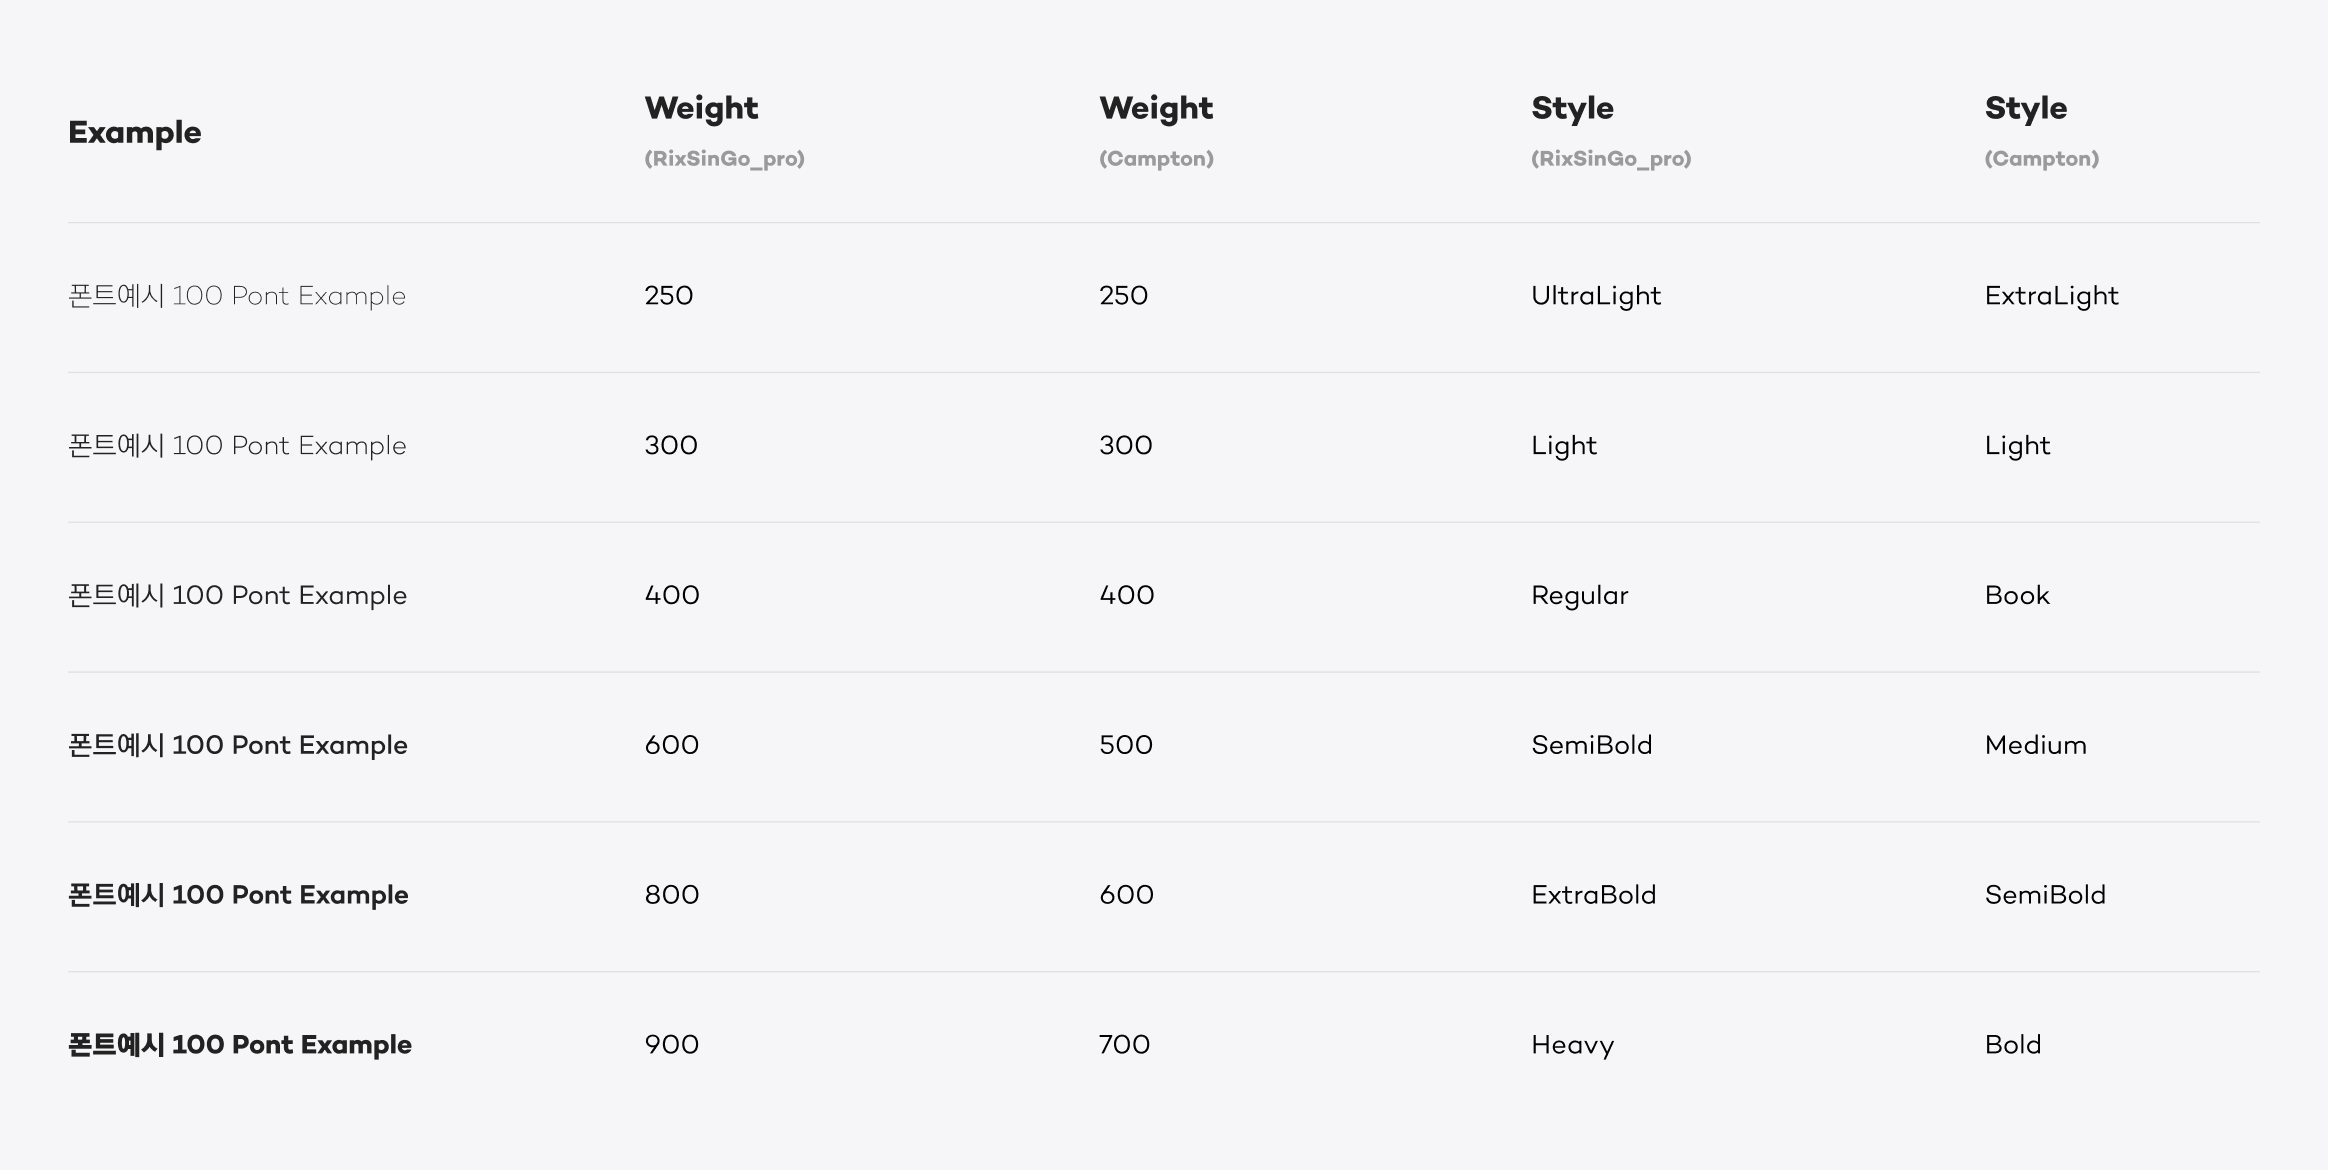 Example Weight Weight Style Style
(RixSinGo_pro) (Campton) (RixSinGo_pro) (Campton)
폰트예시 100 Pont Example 250 250 UltraLight ExtraLight
폰트예시 100 Pont Example 300 300 Light Light
폰트예시 100 Pont Example 400 400 Regular Book
폰트예시 100 Pont Example 600 500 SemiBold Medium
폰트예시 100 Pont Example 800 600 ExtraBold SemiBold
폰트예시 100 Pont Example 900 700 Heavy Bold